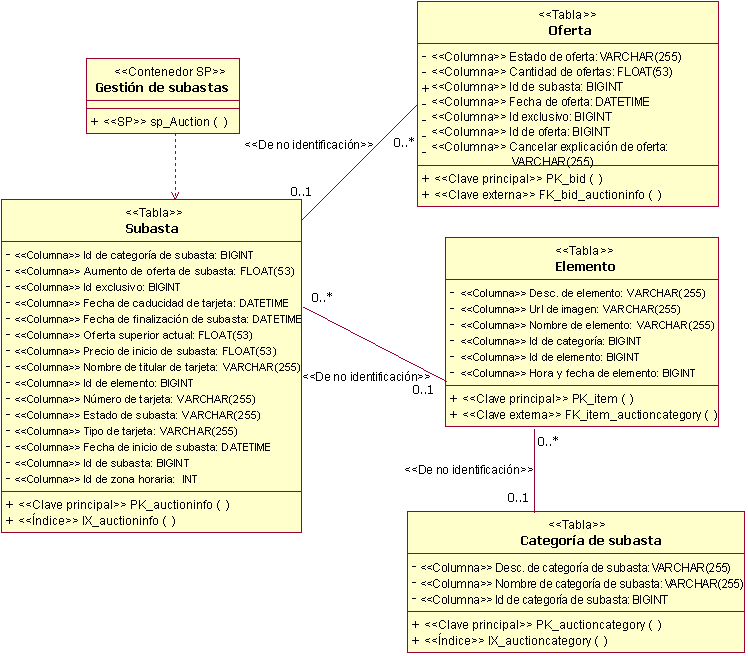 <<Contenedor SP>>
Gestión de subastas
+ <<SP>> sp_Auction ( )
<<Tabla>>
Oferta
- <<Columna>> Estado de oferta: VARCHAR(255)
- <<Columna>> Cantidad de ofertas: FLOAT(53)
+ <<Columna>> Id de subasta: BIGINT
- <<Columna>> Fecha de oferta: DATETIME
- <<Columna>> Id exclusivo: BIGINT
- <<Columna>> Id de oferta: BIGINT
- <<Columna>> Cancelar explicación de oferta:
VARCHAR(255)
+ <<Clave principal>> PK_bid ( )
+ <<Clave externa>> FK_bid_auctioninfo ( )
<<De no identificación>>
0..*
0..1
<<Tabla>>
Subasta
- <<Columna>> Id de categoría de subasta: BIGINT
- <<Columna>> Aumento de oferta de subasta: FLOAT(53)
- <<Columna>> Id exclusivo: BIGINT
- <<Columna>> Fecha de caducidad de tarjeta: DATETIME
- <<Columna>> Fecha de finalización de subasta: DATETIME
- <<Columna>> Oferta superior actual: FLOAT(53)
- <<Columna>> Precio de inicio de subasta: FLOAT(53)
- <<Columna>> Nombre de titular de tarjeta: VARCHAR(255)
- <<Columna>> Id de elemento: BIGINT
- <<Columna>> Número de tarjeta: VARCHAR(255)
- <<Columna>> Estado de subasta: VARCHAR(255)
- <<Columna>> Tipo de tarjeta: VARCHAR(255)
- <<Columna>> Fecha de inicio de subasta: DATETIME
- <<Columna>> Id de subasta: BIGINT
- <<Columna>> Id de zona horaria: INT
+ <<Clave principal>> PK_auctioninfo ( )
+ <<Índice>> IX_auctioninfo ( )
0..*
<<De no identificación>>
0..1
<<Tabla>>
Elemento
- <<Columna>> Desc. de elemento: VARCHAR(255)
- <<Columna>> Url de imagen: VARCHAR(255)
- <<Columna>> Nombre de elemento: VARCHAR(255)
- <<Columna>> Id de categoría: BIGINT
- <<Columna>> Id de elemento: BIGINT
- <<Columna>> Hora y fecha de elemento: BIGINT
+ <<Clave principal>> PK_item ( )
+ <<Clave externa>> FK_item_auctioncategory ( )
0..*
<<De no identificación>>
0..1
<<Tabla>>
Categoría de subasta
- <<Columna>> Desc. de categoría de subasta: VARCHAR(255)
- <<Columna>> Nombre de categoría de subasta: VARCHAR(255)
- <<Columna>> Id de categoría de subasta: BIGINT
+ <<Clave principal>> PK_auctioncategory ( )
+ <<Índice>> IX_auctioncategory ( )